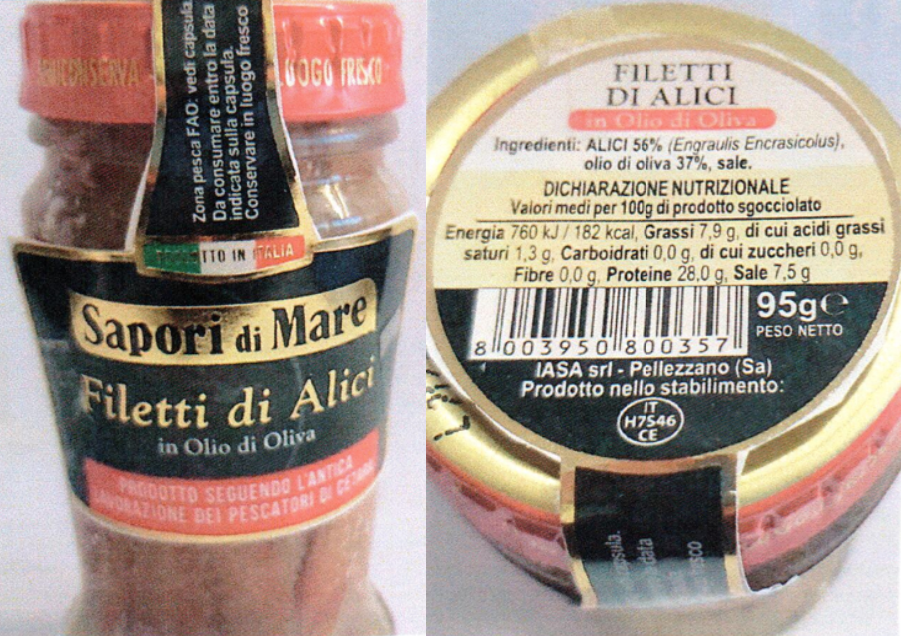 SEMICONSERVA
LUOGO FRESCO
Zona pesca FAO: vedi capsula
Da consumare entro la data
indicata sulla capsula.
Conservare in luogo fresco
PRODOTTO IN ITALIA
Sapori di Mare
Filetti di Alici
in Olio di Oliva
PRODOTTO SEGUENDO L'ANTICA
LAVORAZIONE DEI PESCATORI DI CETARA
FILETTI
DI ALICI
in Olio di Oliva
Ingredienti: ALICI 56% (Engraulis Encrasicolus),
olio di oliva 37%, sale.
DICHIARAZIONE NUTRIZIONALE
Valori medi per 100g di prodotto sgocciolato
Energia 760 kJ / 182 kcal, Grassi 7,9 g, di cui acidi grassi
saturi 1,3 g, Carboidrati 0,0 g, di cui zuccheri 0,0 g,
Fibre 0,0 g, Proteine 28,0 g, Sale 7,5 g
95g℮
PESO NETTO
8 003950 800357
IASA srl - Pellezzano (Sa)
Prodotto nello stabilimento:
IT
H7546
CE
capsula.
data
fresco